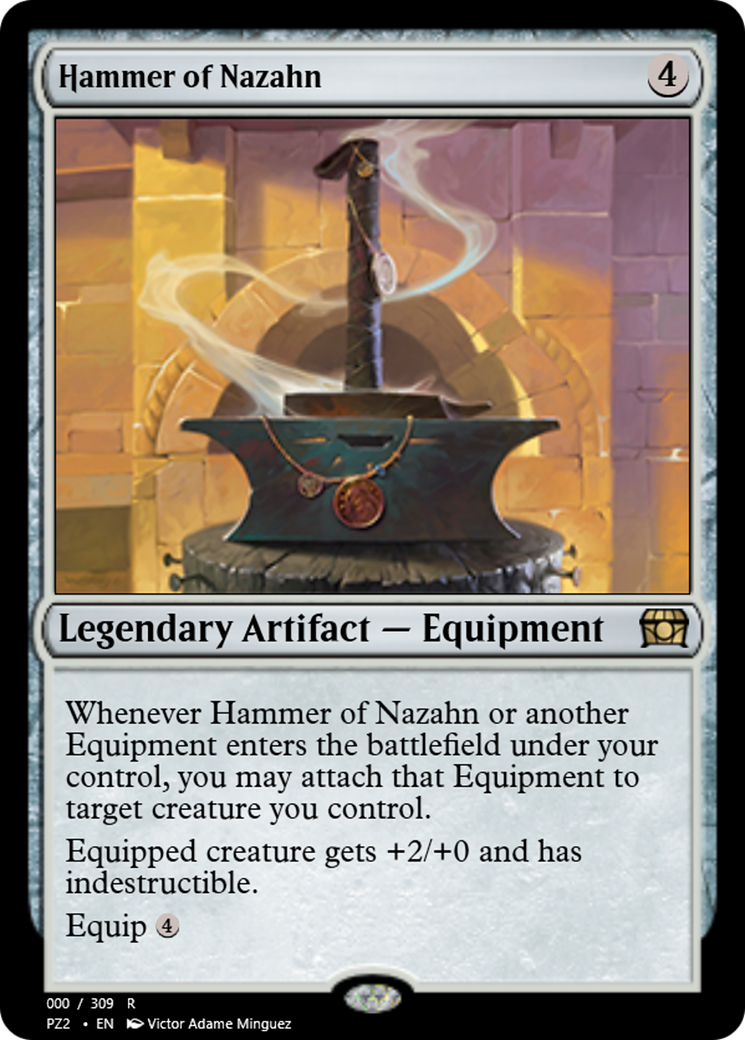 Hammer of Nazahn 4
Legendary Artifact — Equipment
Whenever Hammer of Nazahn or another
Equipment enters the battlefield under your
control, you may attach that Equipment to
target creature you control.
Equipped creature gets +2/+0 and has
indestructible.
Equip 4
000 / 309 R
PZ2 • EN Victor Adame Minguez